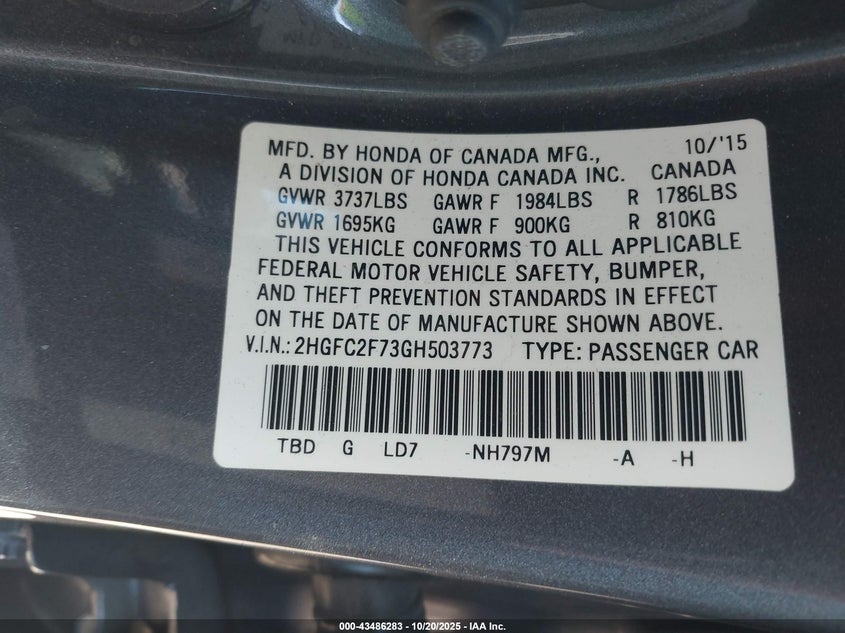 MFD. BY HONDA OF CANADA MFG., 10/'15
A DIVISION OF HONDA CANADA INC. CANADA
GVWR 3737LBS GAWR F 1984LBS R 1786LBS
GVWR 1695KG GAWR F 900KG R 810KG
THIS VEHICLE CONFORMS TO ALL APPLICABLE
FEDERAL MOTOR VEHICLE SAFETY, BUMPER,
AND THEFT PREVENTION STANDARDS IN EFFECT
ON THE DATE OF MANUFACTURE SHOWN ABOVE.
V.I.N.: 2HGFC2F73GH503773 TYPE: PASSENGER CAR
TBD G LD7 -NH797M -A -H
000-43486283 - 10/20/2025 - IAA Inc.